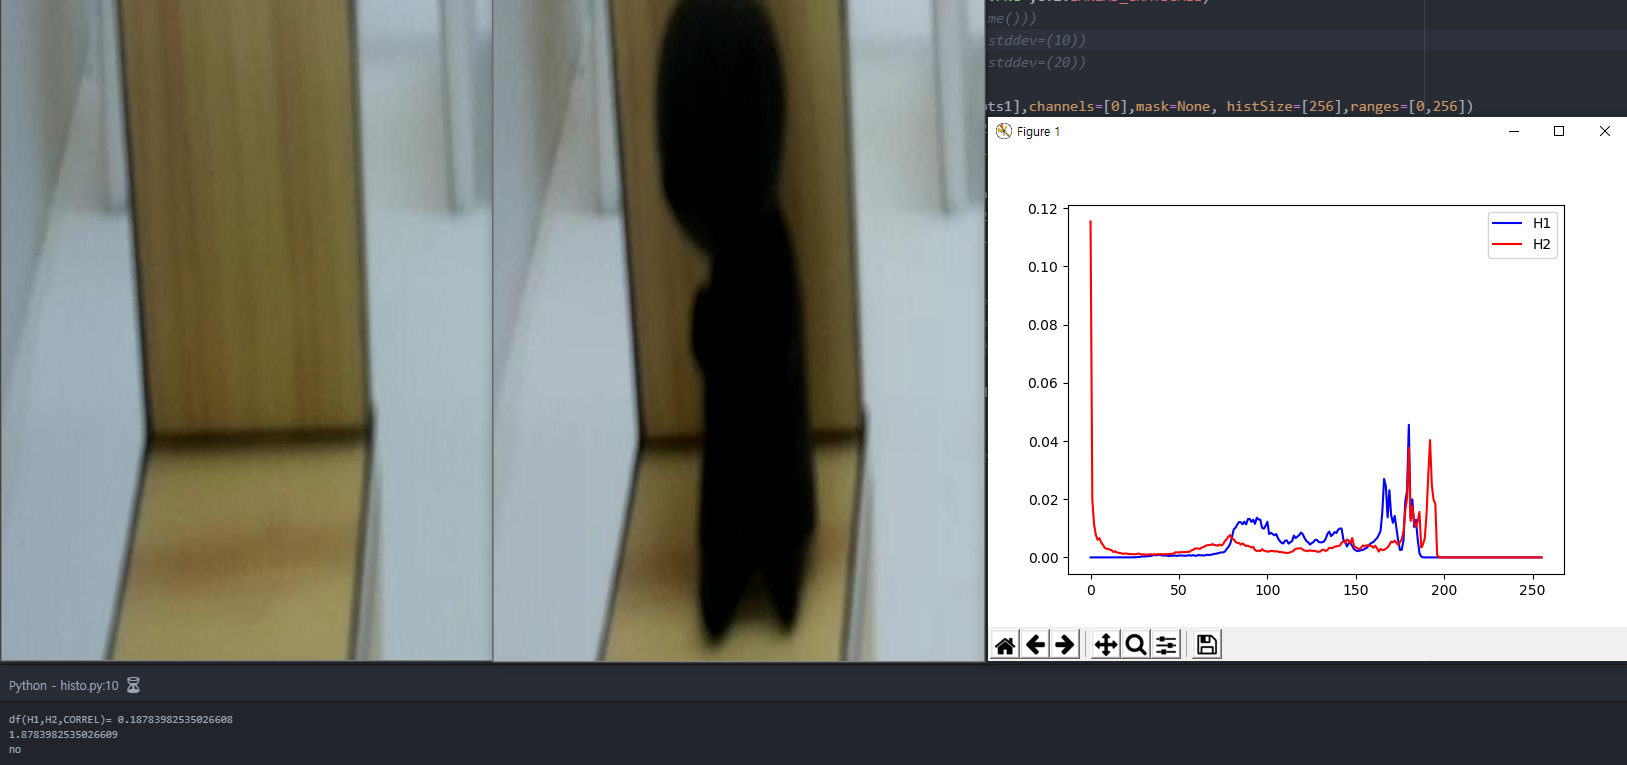 me()))
stddev=(10))
stddev=(20))
ots1],channels=[0],mask=None, histSize=[256],ranges=[0,256])
Figure 1
H1
H2
0.12
0.10
0.08
0.06
0.04
0.02
0.00
0 50 100 150 200 250
Python - histo.py:10
df(H1,H2,CORREL)= 0.18783982535026608
1.8783982535026609
no